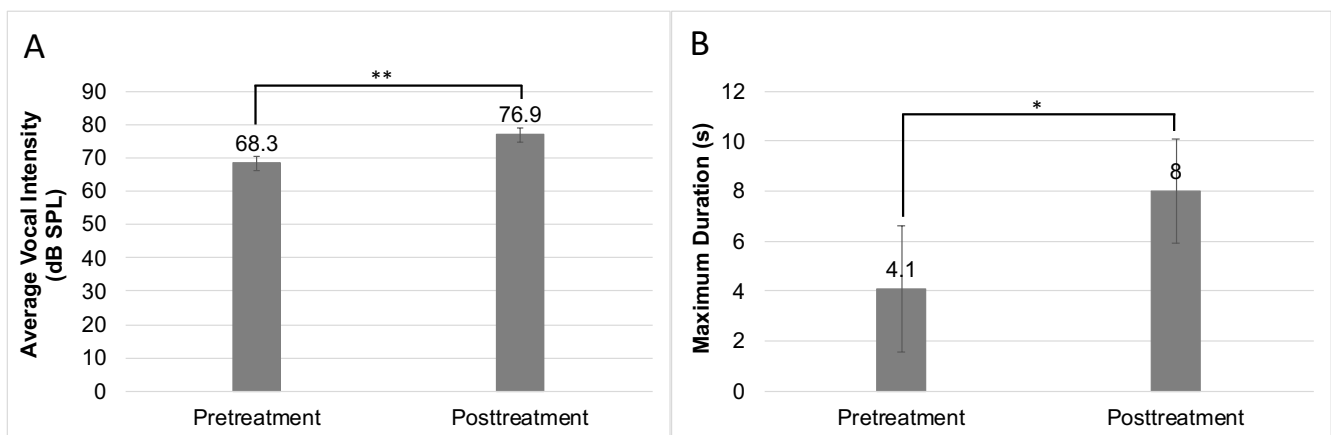 A
Average Vocal Intensity
(dB SPL)
90
80
70
60
50
40
30
20
10
0
**
68.3
76.9
Pretreatment
Posttreatment
B
Maximum Duration (s)
12
10
8
6
4
2
0
*
4.1
8
Pretreatment
Posttreatment